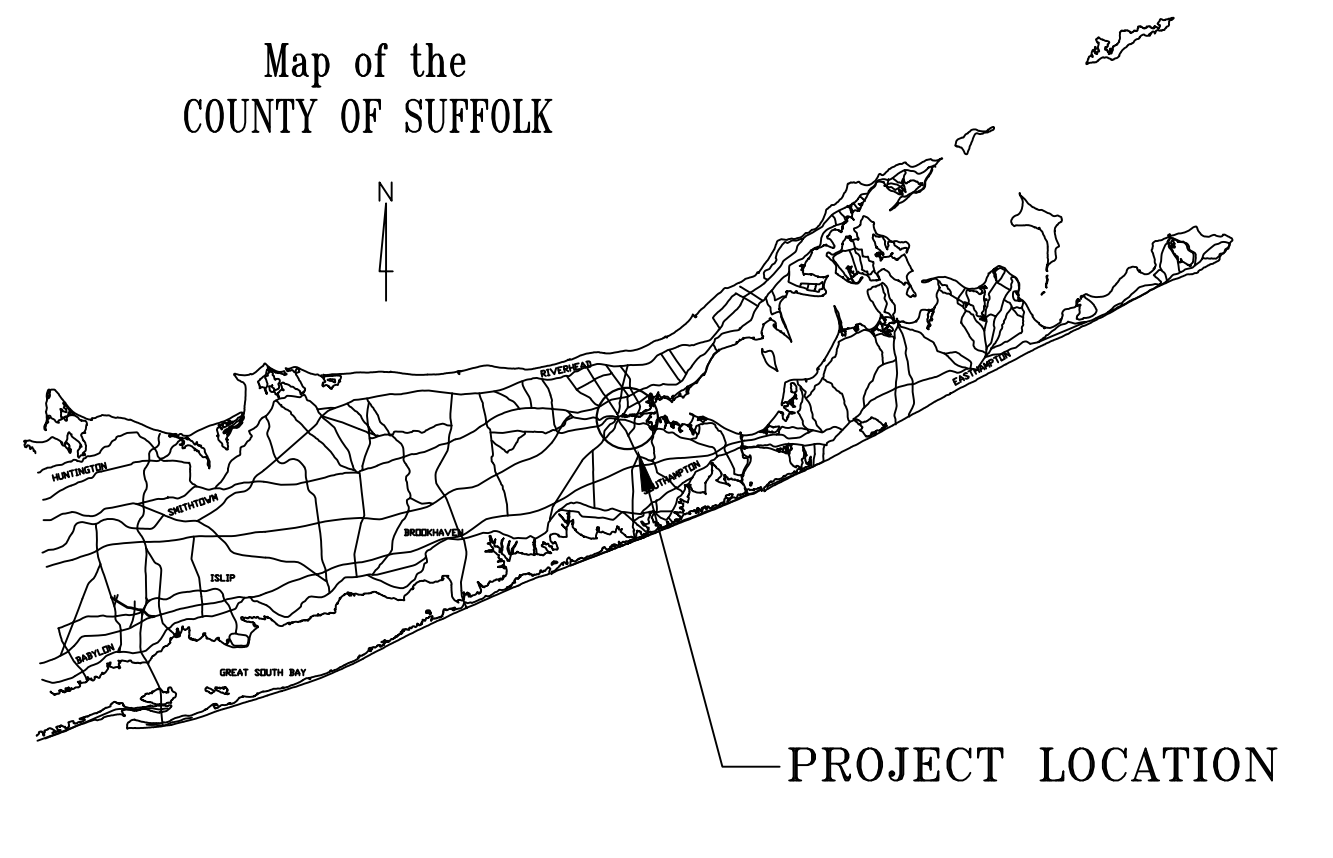 Map of the
COUNTY OF SUFFOLK
N
RIVERHEAD
EASTHAMPTON
HUNTINGTON
SOUTHAMPTON
SMITHTOWN
BROOKHAVEN
ISLIP
BABYLON
GREAT SOUTH BAY
PROJECT LOCATION